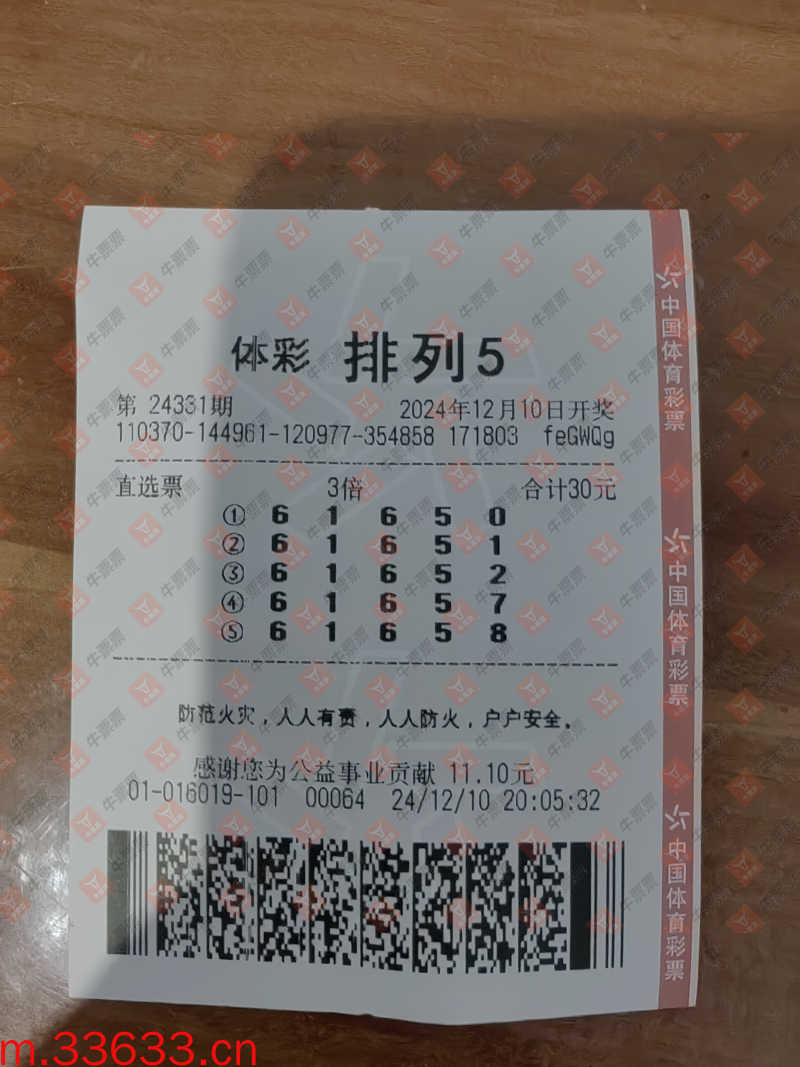 体彩 排列5
第 24331期 2024年12月10日开奖
110370-144961-120977-354858 171803 feGWQg
直选票 3倍 合计30元
① 6 1 6 5 0
② 6 1 6 5 1
③ 6 1 6 5 2
④ 6 1 6 5 7
⑤ 6 1 6 5 8
防范火灾，人人有责，人人防火，户户安全。
感谢您为公益事业贡献 11.10元
01-016019-101 00064 24/12/10 20:05:32
中国体育彩票
中国体育彩票
中国体育彩票
牛票票
m.33633.cn